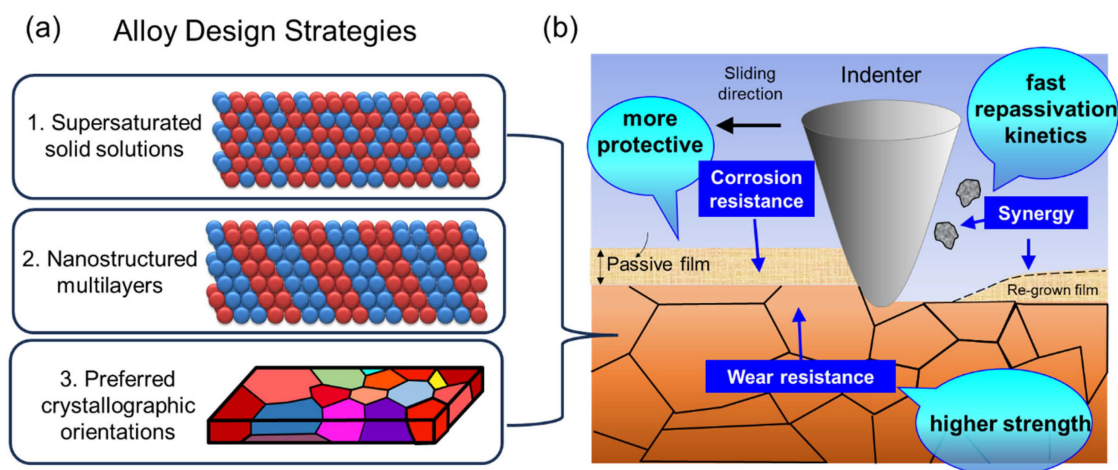 (a) Alloy Design Strategies
1. Supersaturated
solid solutions
2. Nanostructured
multilayers
3. Preferred
crystallographic
orientations
(b)
Sliding
direction
Indenter
fast
repassivation
kinetics
more
protective
Corrosion
resistance
Synergy
Passive film
Re-grown film
Wear resistance
higher strength